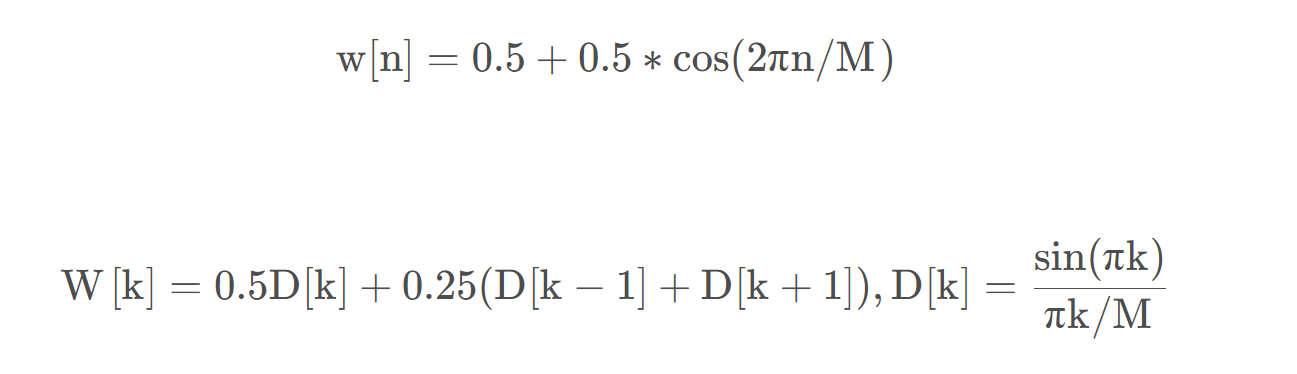 w[n] = 0.5 + 0.5 * cos(2πn/M)
W[k] = 0.5D[k] + 0.25(D[k − 1] + D[k + 1]), D[k] = sin(πk) / πk/M